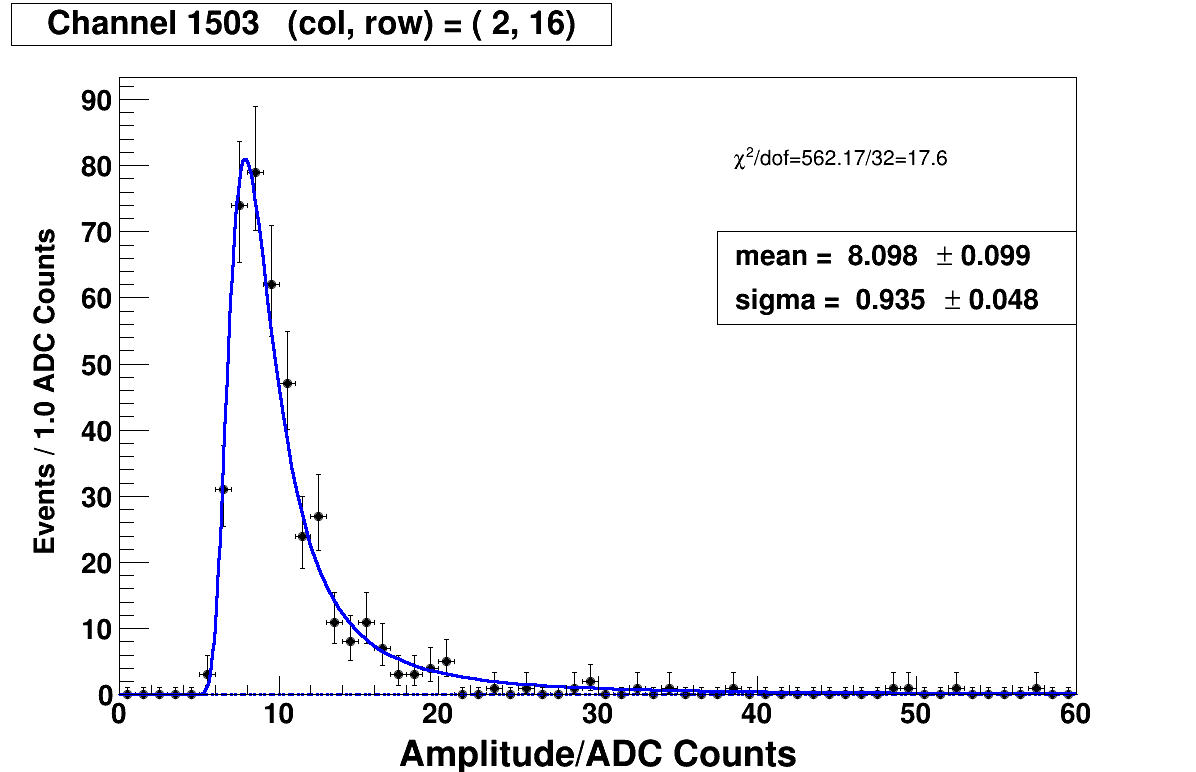 Channel 1503 (col, row) = ( 2, 16)
χ²/dof=562.17/32=17.6
mean = 8.098 ± 0.099
sigma = 0.935 ± 0.048
Events / 1.0 ADC Counts
90
80
70
60
50
40
30
20
10
0
0 10 20 30 40 50 60
Amplitude/ADC Counts